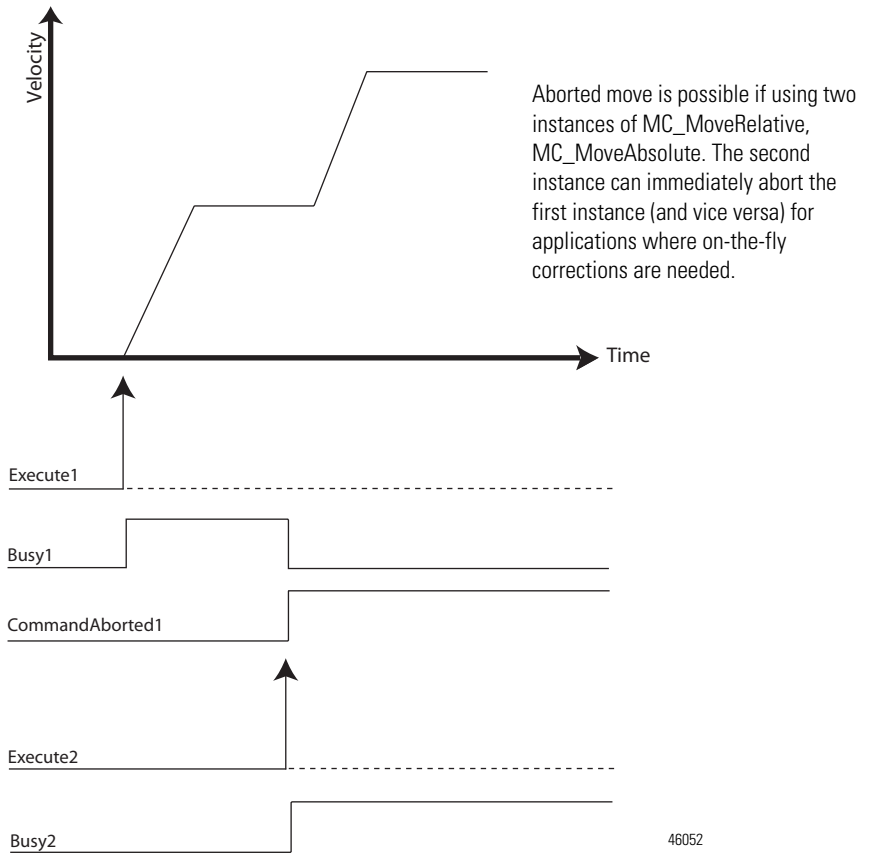 Velocity
Aborted move is possible if using two
instances of MC_MoveRelative,
MC_MoveAbsolute. The second
instance can immediately abort the
first instance (and vice versa) for
applications where on-the-fly
corrections are needed.
Time
Execute1
Busy1
CommandAborted1
Execute2
Busy2
46052